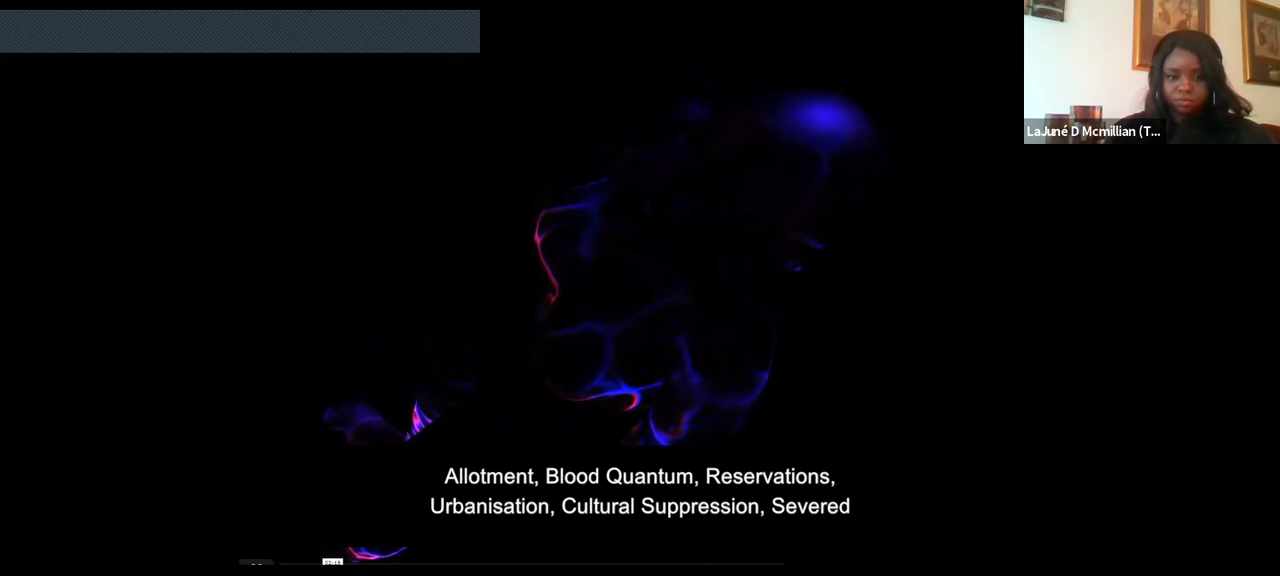 LaJuné D Mcmillian (T...
Allotment, Blood Quantum, Reservations,
Urbanisation, Cultural Suppression, Severed